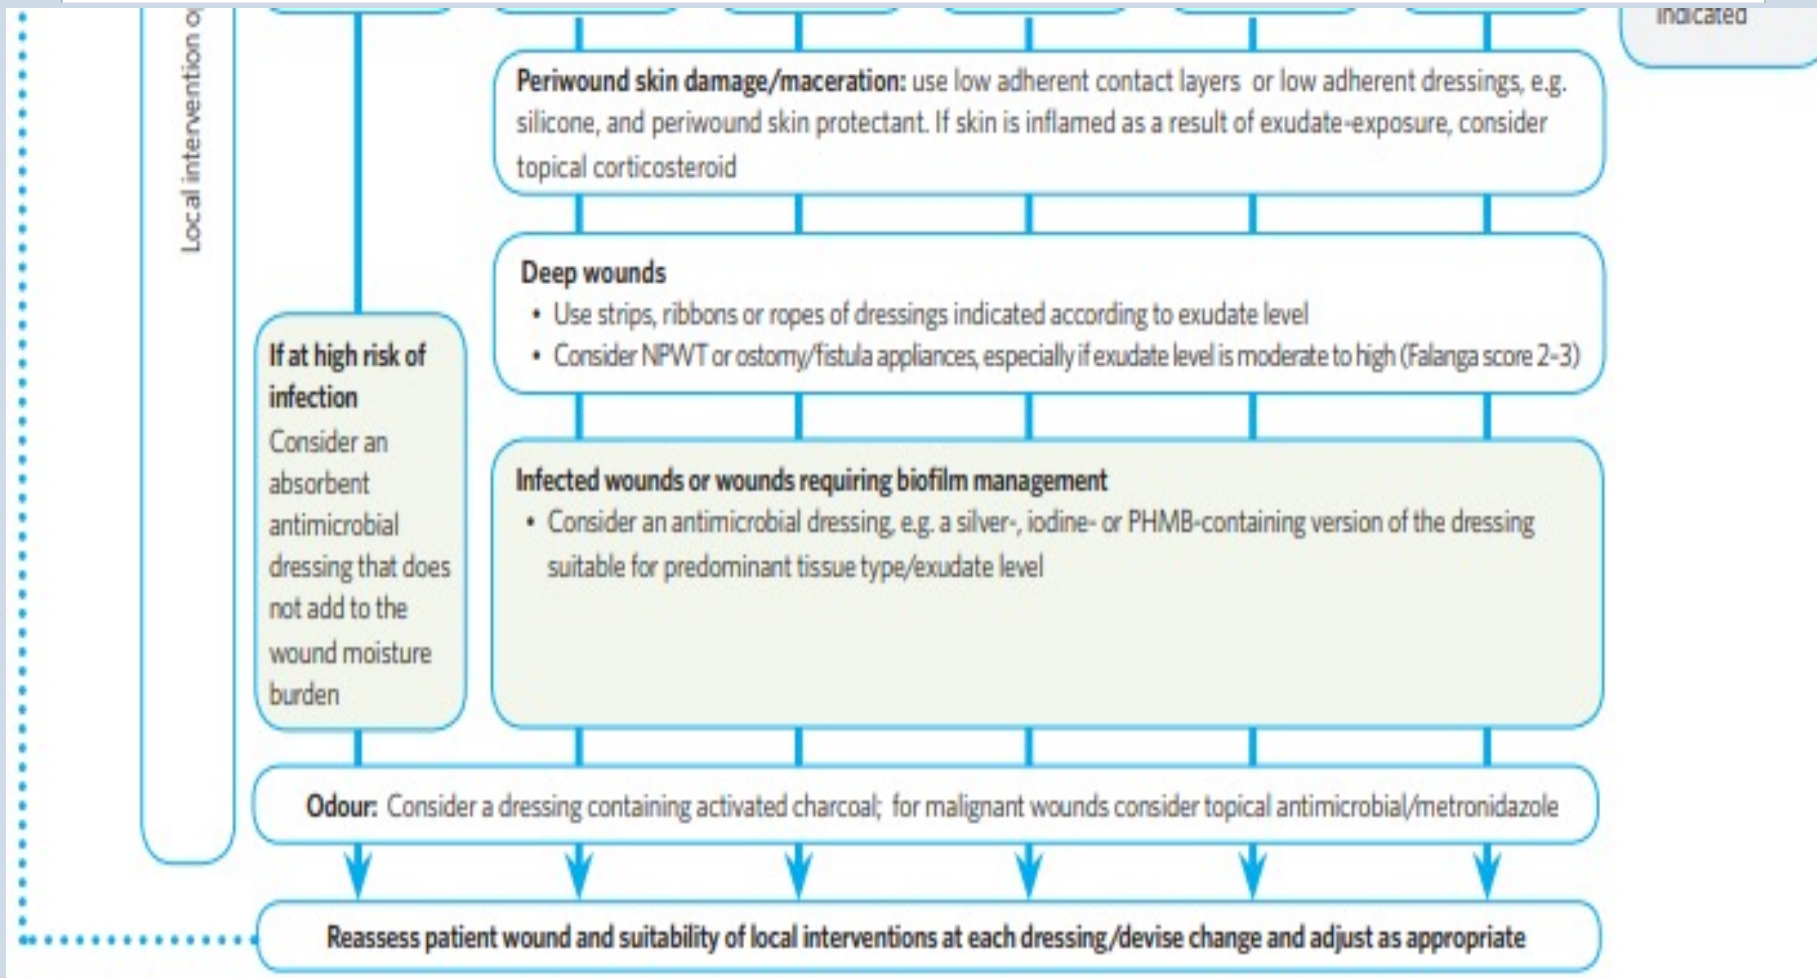 indicated
Local intervention
Periwound skin damage/maceration: use low adherent contact layers or low adherent dressings, e.g.
silicone, and periwound skin protectant. If skin is inflamed as a result of exudate-exposure, consider
topical corticosteroid
Deep wounds
• Use strips, ribbons or ropes of dressings indicated according to exudate level
• Consider NPWT or ostomy/fistula appliances, especially if exudate level is moderate to high (Falanga score 2-3)
If at high risk of
infection
Consider an
absorbent
antimicrobial
dressing that does
not add to the
wound moisture
burden
Infected wounds or wounds requiring biofilm management
• Consider an antimicrobial dressing, e.g. a silver-, iodine- or PHMB-containing version of the dressing
suitable for predominant tissue type/exudate level
Odour: Consider a dressing containing activated charcoal; for malignant wounds consider topical antimicrobial/metronidazole
Reassess patient wound and suitability of local interventions at each dressing/devise change and adjust as appropriate